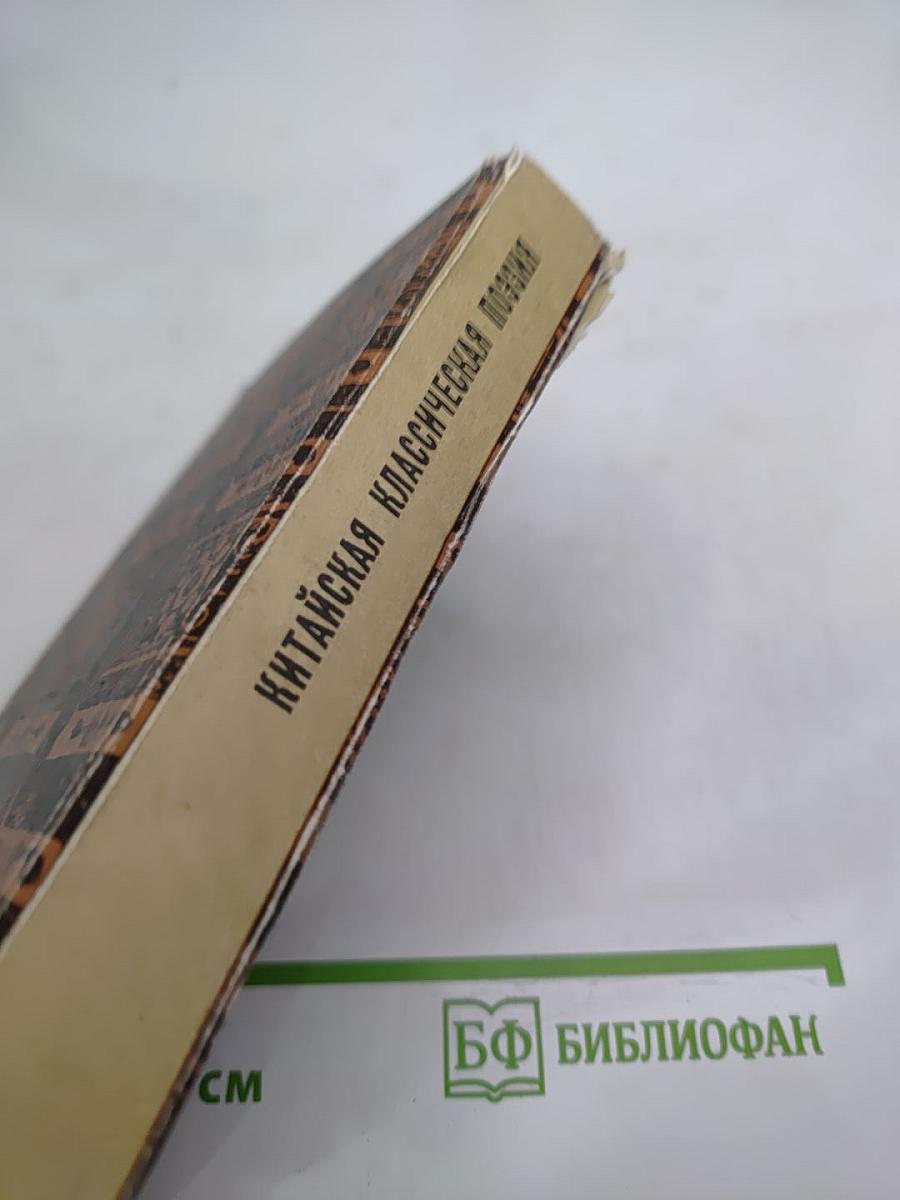 КИТАЙСКАЯ КЛАССИЧЕСКАЯ ПОЭЗИЯ
СМ
БФ БИБЛИОФАН